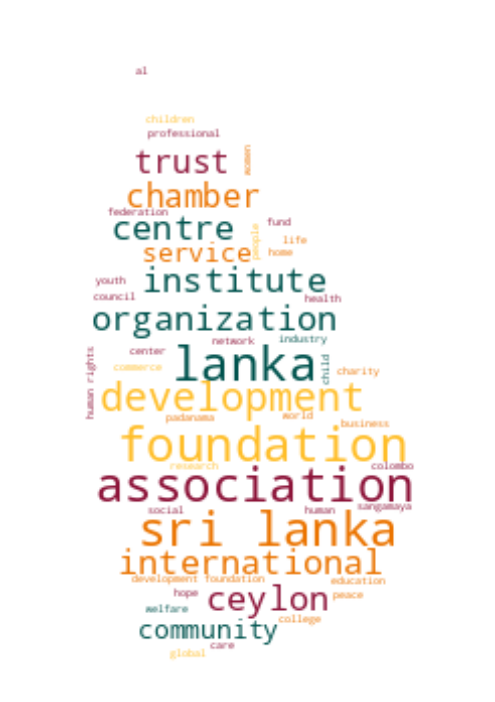 al
children
professional
trust women
chamber
federation
centre people fund
life
service home
institute
youth
council health
organization
network industry
center
lanka child
human rights commerce charity
development
padanama world
business
foundation
research colombo
association
social human sangamaya
sri lanka
international
development foundation education
hope ceylon peace
welfare
college
community
care
global